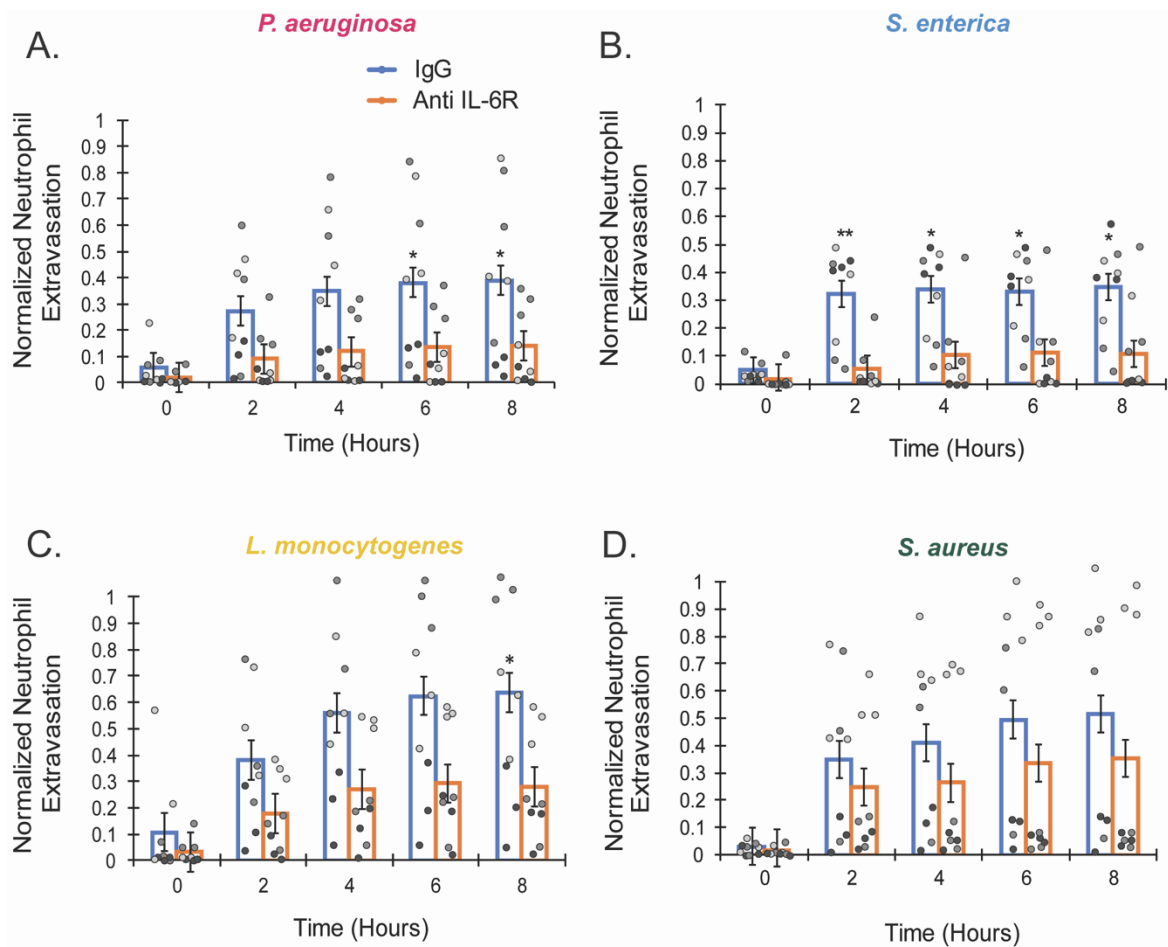 A.
P. aeruginosa
IgG
Anti IL-6R
Normalized Neutrophil
Extravasation
1
0.9
0.8
0.7
0.6
0.5
0.4
0.3
0.2
0.1
0
* *
0 2 4 6 8
Time (Hours)
B.
S. enterica
Normalized Neutrophil
Extravasation
1
0.9
0.8
0.7
0.6
0.5
0.4
0.3
0.2
0.1
0
** * * *
0 2 4 6 8
Time (Hours)
C.
L. monocytogenes
Normalized Neutrophil
Extravasation
1
0.9
0.8
0.7
0.6
0.5
0.4
0.3
0.2
0.1
0
*
0 2 4 6 8
Time (Hours)
D.
S. aureus
Normalized Neutrophil
Extravasation
1
0.9
0.8
0.7
0.6
0.5
0.4
0.3
0.2
0.1
0
0 2 4 6 8
Time (Hours)